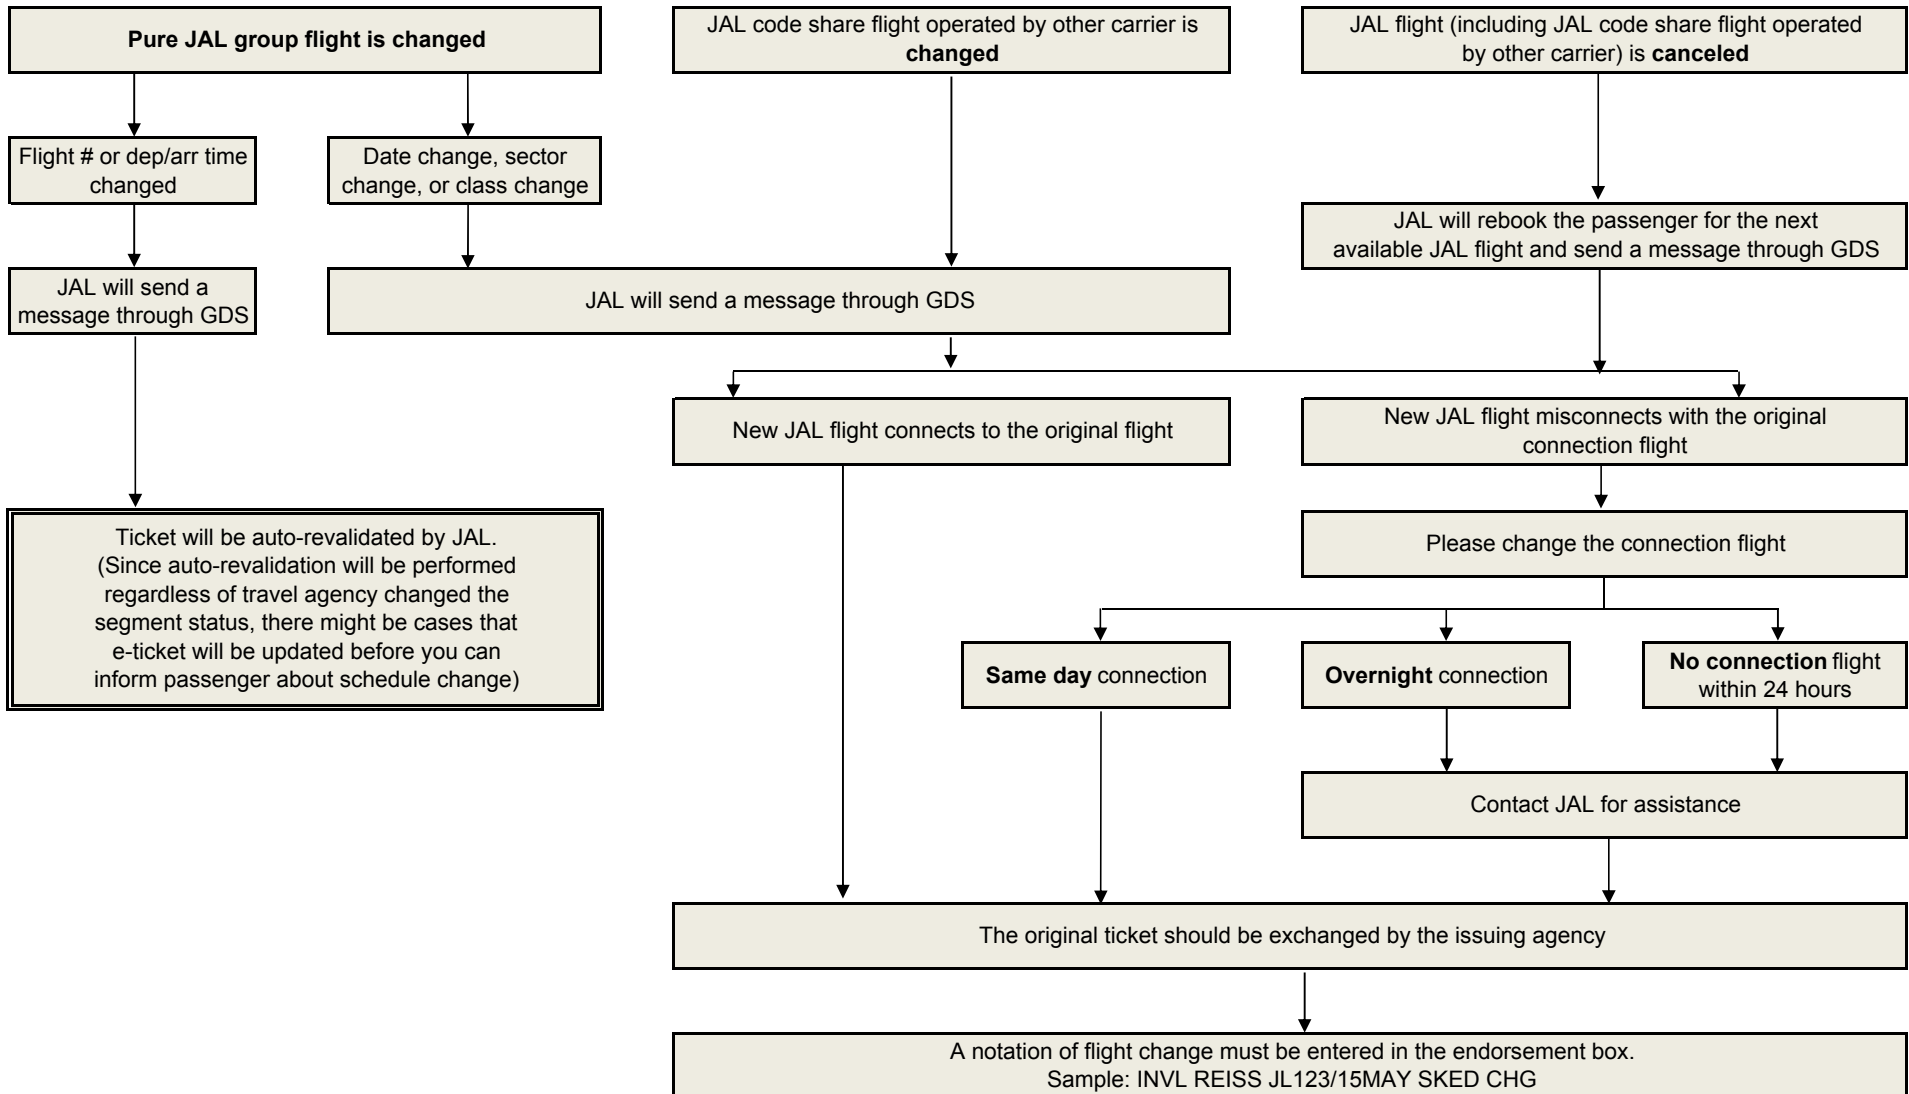 Pure JAL group flight is changed
JAL code share flight operated by other carrier is
changed
JAL flight (including JAL code share flight operated
by other carrier) is canceled
Flight # or dep/arr time
changed
Date change, sector
change, or class change
JAL will rebook the passenger for the next
available JAL flight and send a message through GDS
JAL will send a
message through GDS
JAL will send a message through GDS
New JAL flight connects to the original flight
New JAL flight misconnects with the original
connection flight
Ticket will be auto-revalidated by JAL.
(Since auto-revalidation will be performed
regardless of travel agency changed the
segment status, there might be cases that
e-ticket will be updated before you can
inform passenger about schedule change)
Please change the connection flight
Same day connection
Overnight connection
No connection flight
within 24 hours
Contact JAL for assistance
The original ticket should be exchanged by the issuing agency
A notation of flight change must be entered in the endorsement box.
Sample: INVL REISS JL123/15MAY SKED CHG